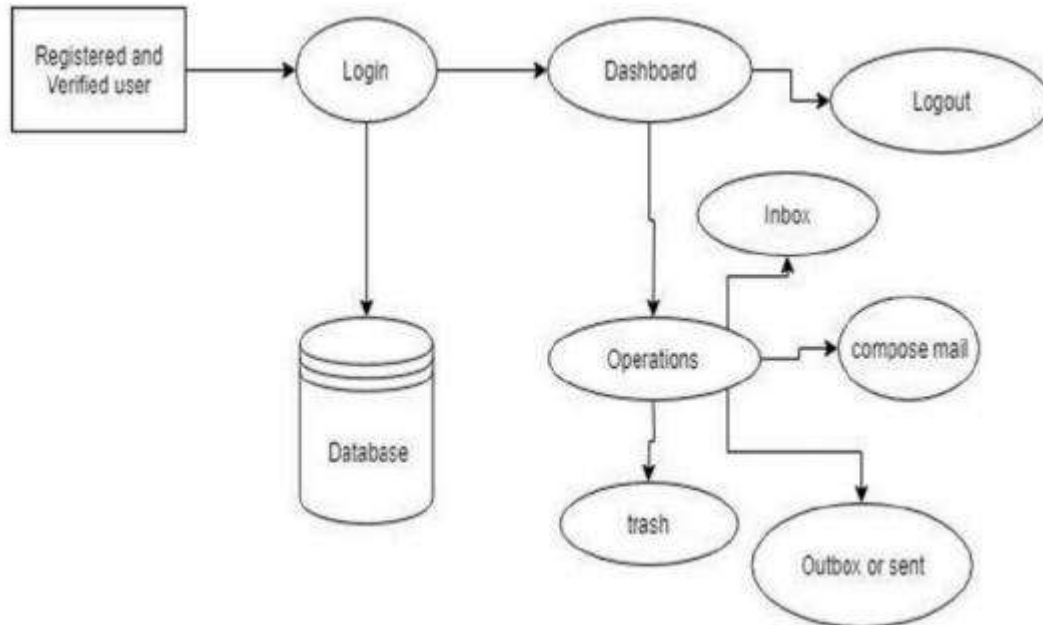 Registered and
Verified user
Login
Dashboard
Logout
Inbox
Operations
compose mail
Database
trash
Outbox or sent